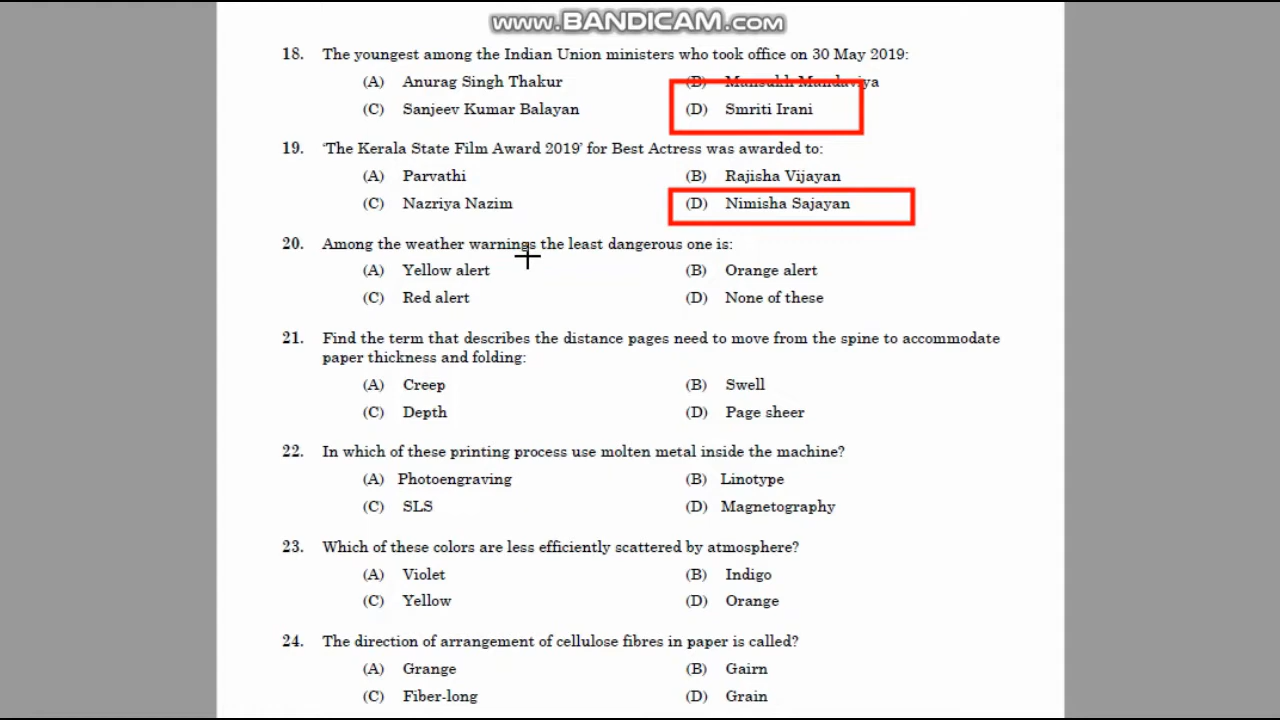 www.BANDICAM.com
18. The youngest among the Indian Union ministers who took office on 30 May 2019:
(A) Anurag Singh Thakur (B) Mansukh Mandaviya
(C) Sanjeev Kumar Balayan (D) Smriti Irani
19. 'The Kerala State Film Award 2019' for Best Actress was awarded to:
(A) Parvathi (B) Rajisha Vijayan
(C) Nazriya Nazim (D) Nimisha Sajayan
20. Among the weather warnings the least dangerous one is:
(A) Yellow alert (B) Orange alert
(C) Red alert (D) None of these
21. Find the term that describes the distance pages need to move from the spine to accommodate
paper thickness and folding:
(A) Creep (B) Swell
(C) Depth (D) Page sheer
22. In which of these printing process use molten metal inside the machine?
(A) Photoengraving (B) Linotype
(C) SLS (D) Magnetography
23. Which of these colors are less efficiently scattered by atmosphere?
(A) Violet (B) Indigo
(C) Yellow (D) Orange
24. The direction of arrangement of cellulose fibres in paper is called?
(A) Grange (B) Gairn
(C) Fiber-long (D) Grain